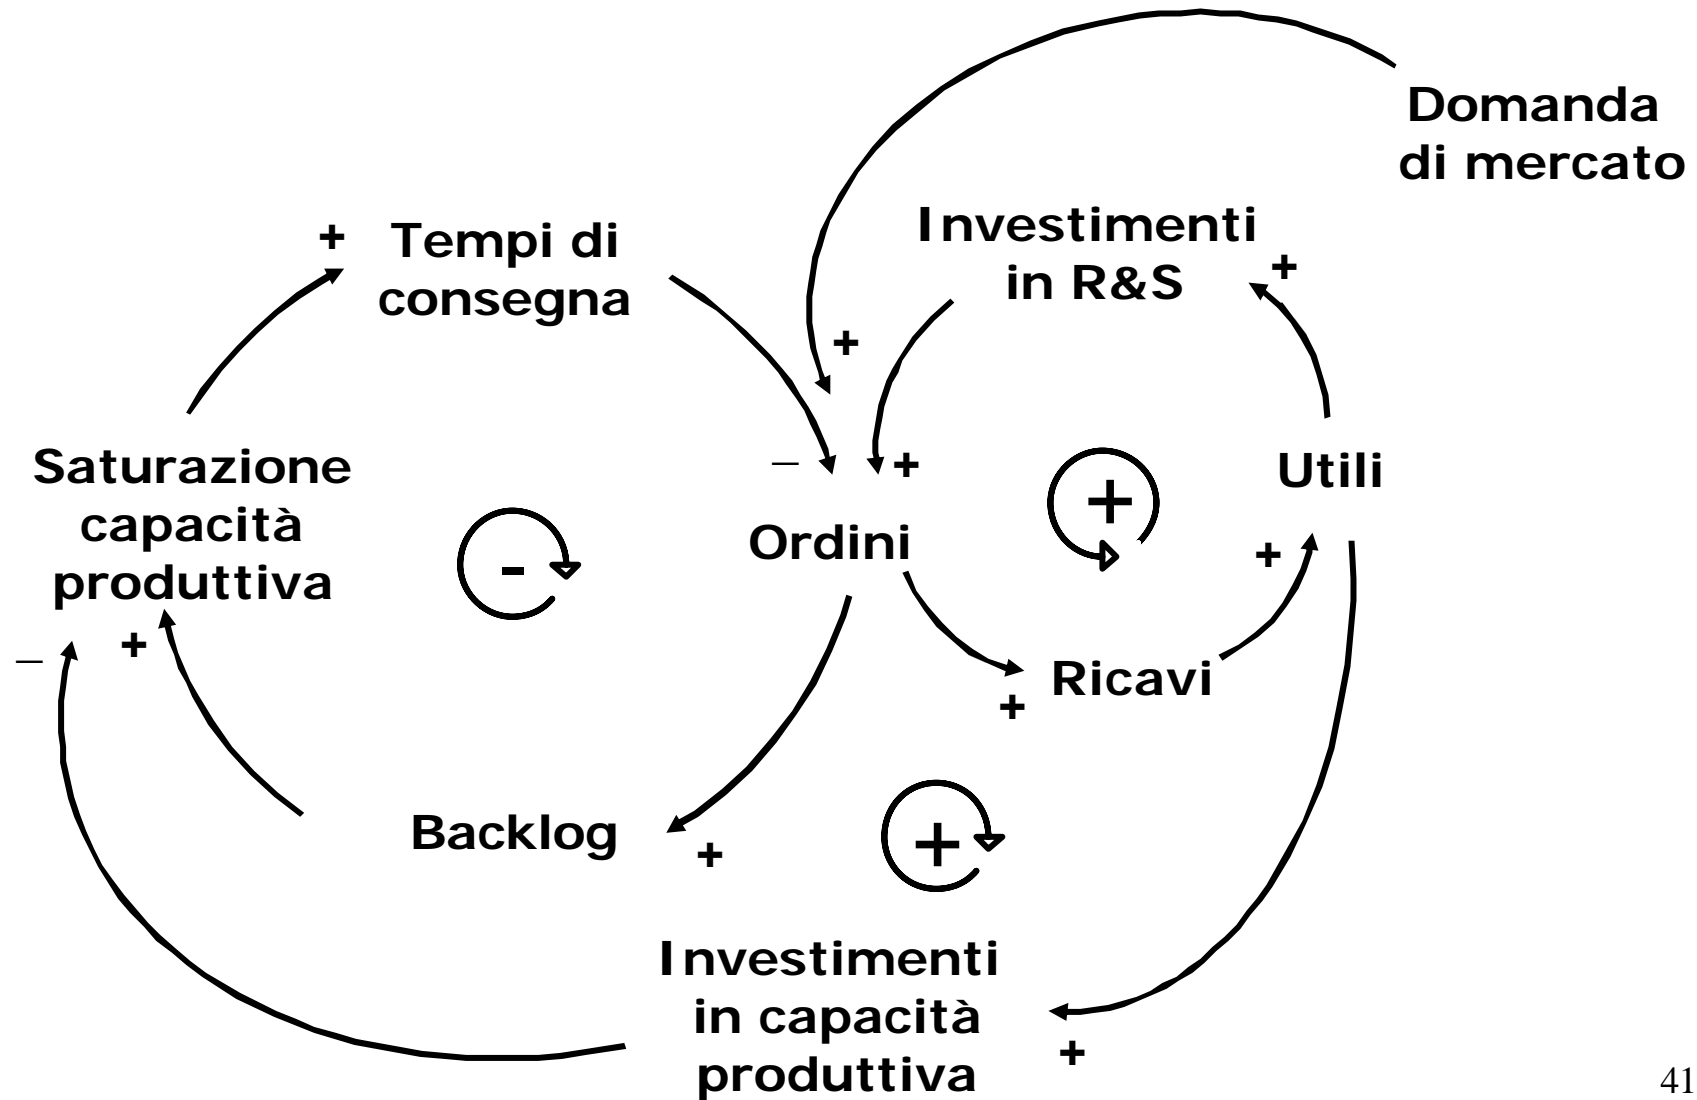 Domanda
di mercato
+
Tempi di
consegna
Investimenti
in R&S
+
+
Saturazione
capacità
produttiva
–
+
Utili
+
-
Ordini
+
–
+
Ricavi
+
Backlog
+
+
Investimenti
in capacità
produttiva
+
41